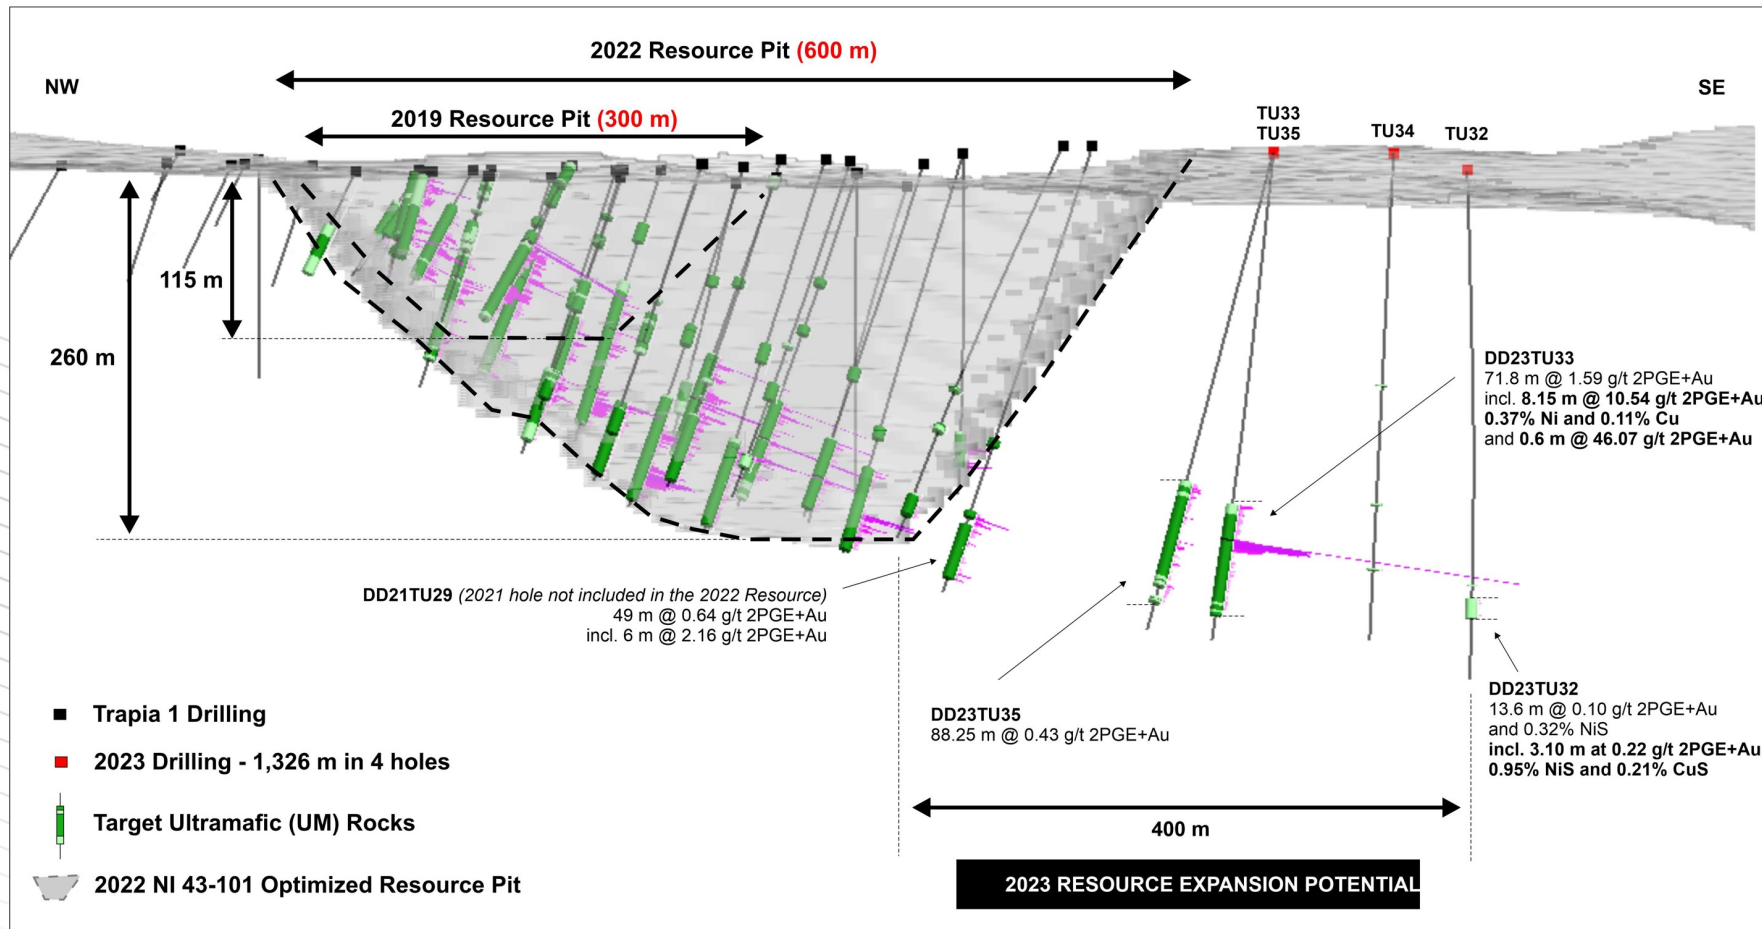 2022 Resource Pit (600 m)
NW
SE
2019 Resource Pit (300 m)
TU33
TU35
TU34
TU32
115 m
260 m
DD23TU33
71.8 m @ 1.59 g/t 2PGE+Au
incl. 8.15 m @ 10.54 g/t 2PGE+Au
0.37% Ni and 0.11% Cu
and 0.6 m @ 46.07 g/t 2PGE+Au
DD21TU29 (2021 hole not included in the 2022 Resource)
49 m @ 0.64 g/t 2PGE+Au
incl. 6 m @ 2.16 g/t 2PGE+Au
DD23TU35
88.25 m @ 0.43 g/t 2PGE+Au
DD23TU32
13.6 m @ 0.10 g/t 2PGE+Au
and 0.32% NiS
incl. 3.10 m at 0.22 g/t 2PGE+Au
0.95% NiS and 0.21% CuS
Trapia 1 Drilling
2023 Drilling - 1,326 m in 4 holes
Target Ultramafic (UM) Rocks
2022 NI 43-101 Optimized Resource Pit
400 m
2023 RESOURCE EXPANSION POTENTIAL